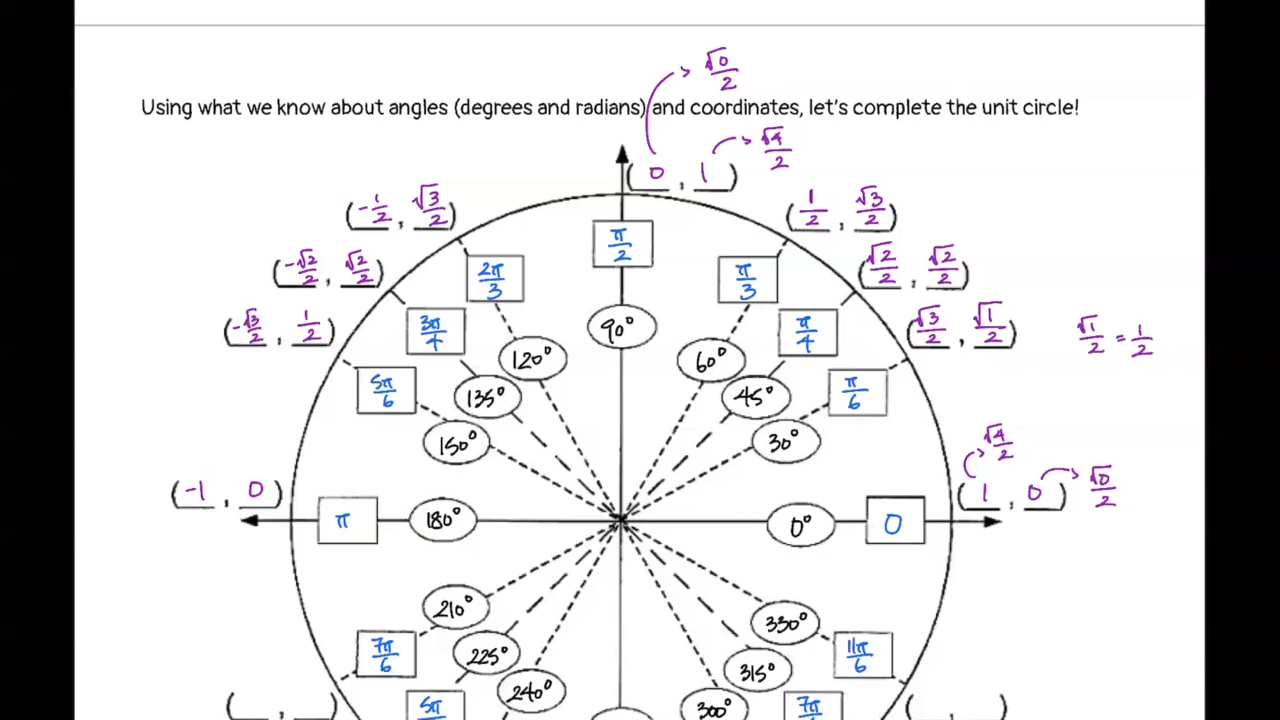 √0/2
Using what we know about angles (degrees and radians) and coordinates, let's complete the unit circle!
(0, 1) √4/2
(-1/2, √3/2) (1/2, √3/2)
π/2
(-√2/2, √2/2) 2π/3 π/3 (√2/2, √2/2)
(-√3/2, 1/2) 3π/4 90° π/4 (√3/2, √1/2) √1/2 = 1/2
120° 60°
5π/6 135° 45° π/6
150° 30°
√4/2
(-1, 0) (1, 0) √0/2
π 180° 0° 0
210° 330°
7π/6 225° 315° 11π/6
240° 300°
( , ) 5π 7π ( , )